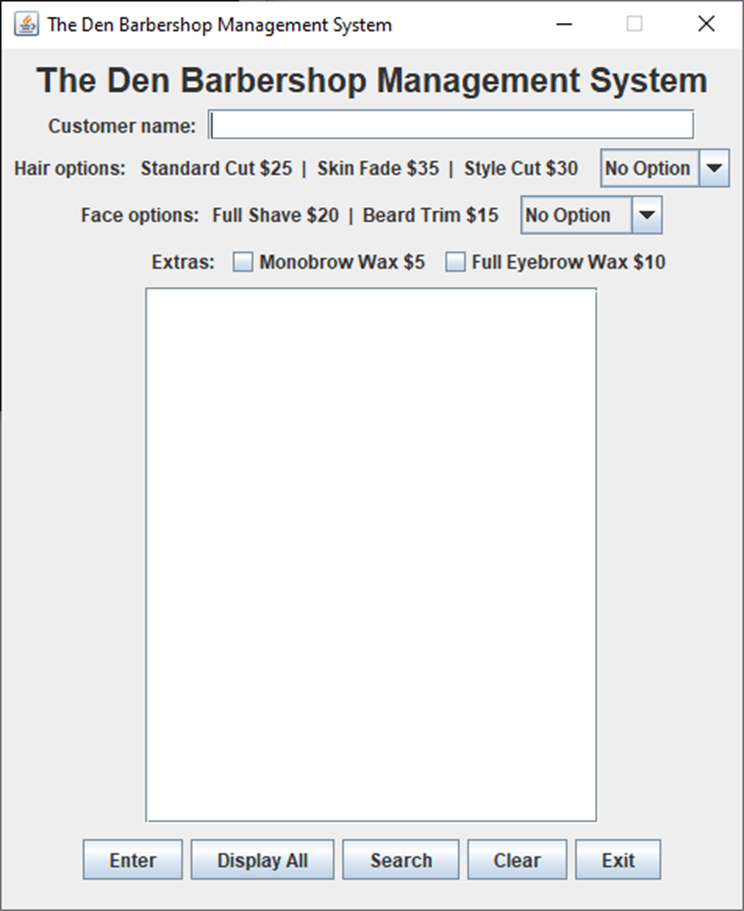 The Den Barbershop Management System
The Den Barbershop Management System
Customer name:
Hair options: Standard Cut $25 | Skin Fade $35 | Style Cut $30 No Option
Face options: Full Shave $20 | Beard Trim $15 No Option
Extras: Monobrow Wax $5 Full Eyebrow Wax $10
Enter Display All Search Clear Exit